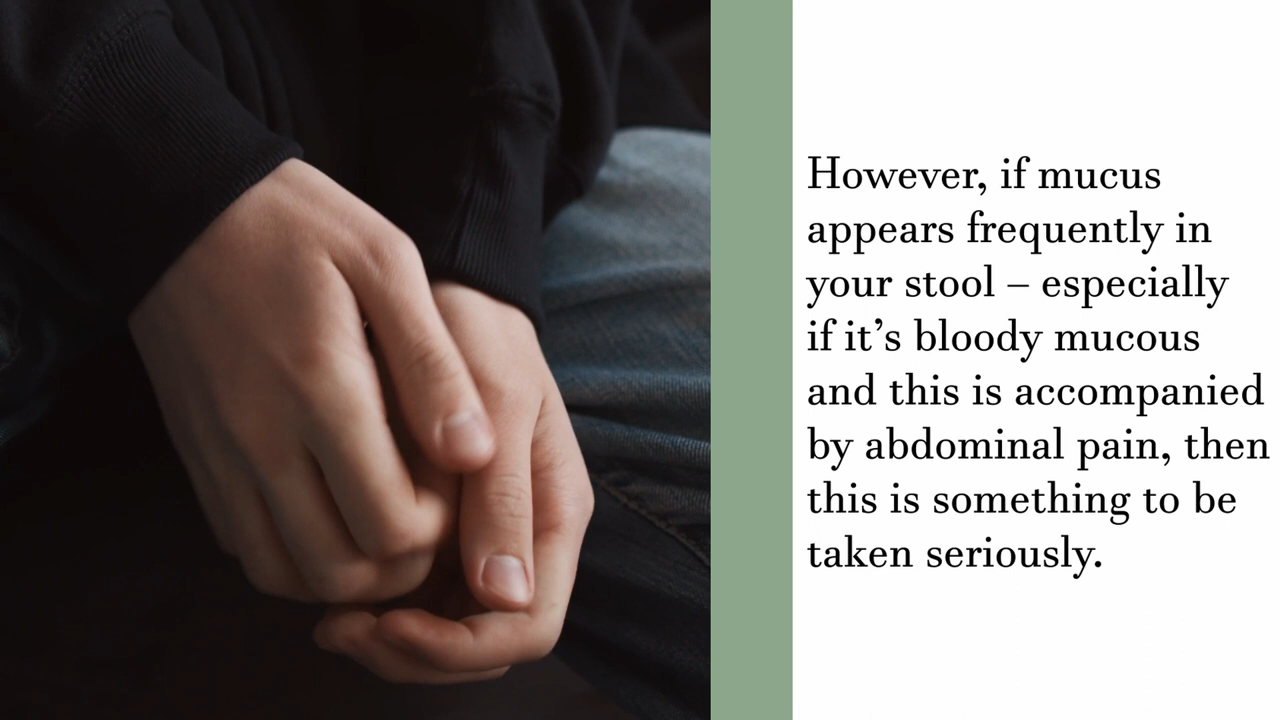 However, if mucus
appears frequently in
your stool – especially
if it’s bloody mucous
and this is accompanied
by abdominal pain, then
this is something to be
taken seriously.